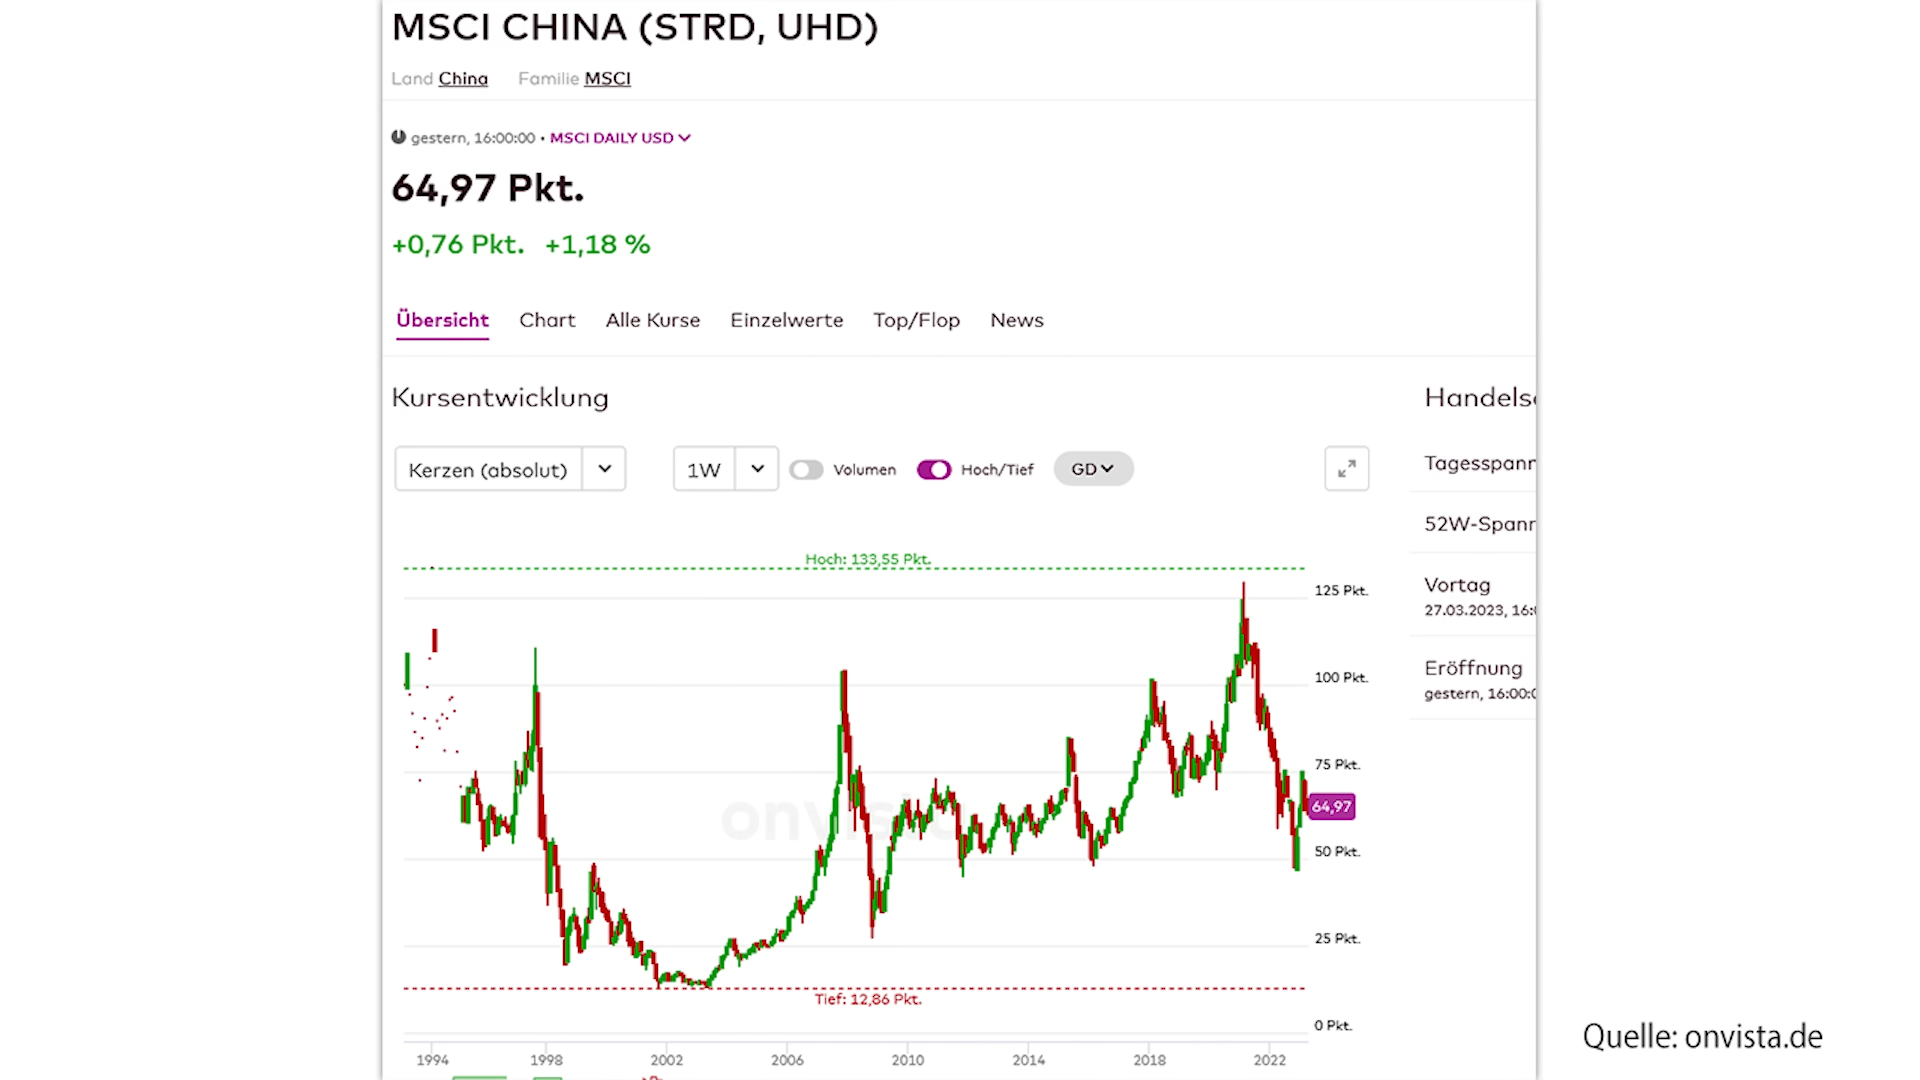 MSCI CHINA (STRD, UHD)
Land China Familie MSCI
gestern, 16:00:00 • MSCI DAILY USD
64,97 Pkt.
+0,76 Pkt. +1,18 %
Übersicht Chart Alle Kurse Einzelwerte Top/Flop News
Kursentwicklung
Kerzen (absolut) 1W Volumen Hoch/Tief GD
Hoch: 133,55 Pkt.
125 Pkt.
100 Pkt.
75 Pkt.
64,97
50 Pkt.
25 Pkt.
Tief: 12,86 Pkt.
0 Pkt.
onvista
1994 1998 2002 2006 2010 2014 2018 2022
Handels
Tagesspann
52W-Spann
Vortag
27.03.2023, 16:
Eröffnung
gestern, 16:00:0
Quelle: onvista.de